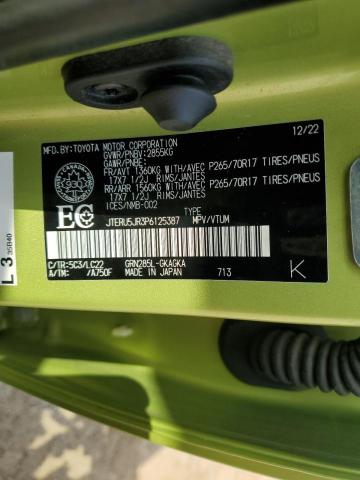 12/22
MFD. BY: TOYOTA MOTOR CORPORATION
GVWR/PNBV: 2855KG
GAWR/PNBE:
FR/AVT 1360KG WITH/AVEC P265/70R17 TIRES/PNEUS
17X7 1/2J RIMS/JANTES
RR/ARR 1560KG WITH/AVEC P265/70R17 TIRES/PNEUS
17X7 1/2J RIMS/JANTES
ICES/NMB-002
TYPE
EC JTERU5JR3P6125387 MPV/VTUM
C/TR:5C3/LC22 GRN285L-GKAGKA
A/TM: /A750F MADE IN JAPAN 713
K
L 3
35B40